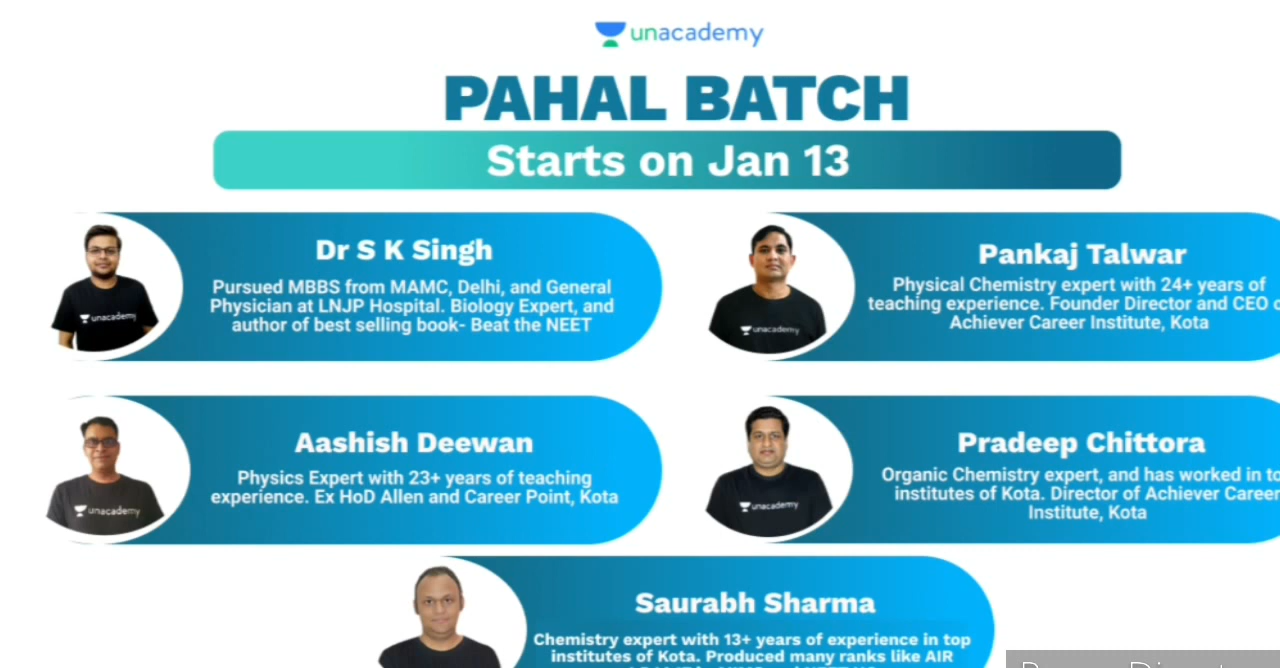 unacademy
PAHAL BATCH
Starts on Jan 13
Dr S K Singh
Pursued MBBS from MAMC, Delhi, and General
Physician at LNJP Hospital. Biology Expert, and
author of best selling book- Beat the NEET
unacademy
Pankaj Talwar
Physical Chemistry expert with 24+ years of
teaching experience. Founder Director and CEO
Achiever Career Institute, Kota
unacademy
Aashish Deewan
Physics Expert with 23+ years of teaching
experience. Ex HoD Allen and Career Point, Kota
unacademy
Pradeep Chittora
Organic Chemistry expert, and has worked in
institutes of Kota. Director of Achiever Career
Institute, Kota
unacademy
Saurabh Sharma
Chemistry expert with 13+ years of experience in top
institutes of Kota. Produced many ranks like AIR